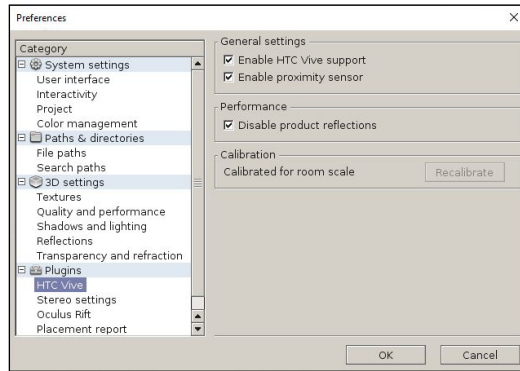 Preferences
Category
System settings
User interface
Interactivity
Project
Color management
Paths & directories
File paths
Search paths
3D settings
Textures
Quality and performance
Shadows and lighting
Reflections
Transparency and refraction
Plugins
HTC Vive
Stereo settings
Oculus Rift
Placement report
General settings
Enable HTC Vive support
Enable proximity sensor
Performance
Disable product reflections
Calibration
Calibrated for room scale Recalibrate
OK Cancel